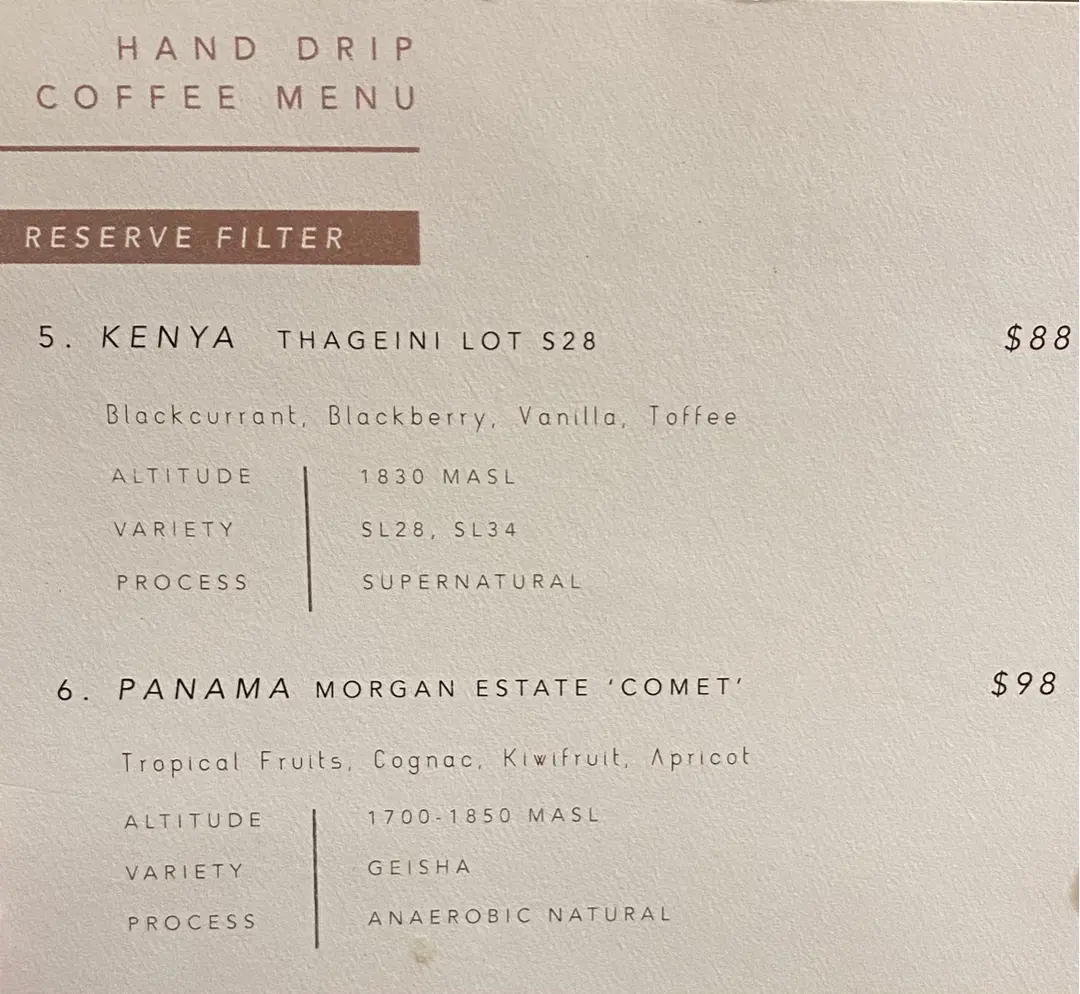 HAND DRIP
COFFEE MENU
RESERVE FILTER
5. KENYA THAGEINI LOT S28 $88
Blackcurrant, Blackberry, Vanilla, Toffee
ALTITUDE 1830 MASL
VARIETY SL28, SL34
PROCESS SUPERNATURAL
6. PANAMA MORGAN ESTATE ‘COMET’ $98
Tropical Fruits, Cognac, Kiwifruit, Apricot
ALTITUDE 1700-1850 MASL
VARIETY GEISHA
PROCESS ANAEROBIC NATURAL